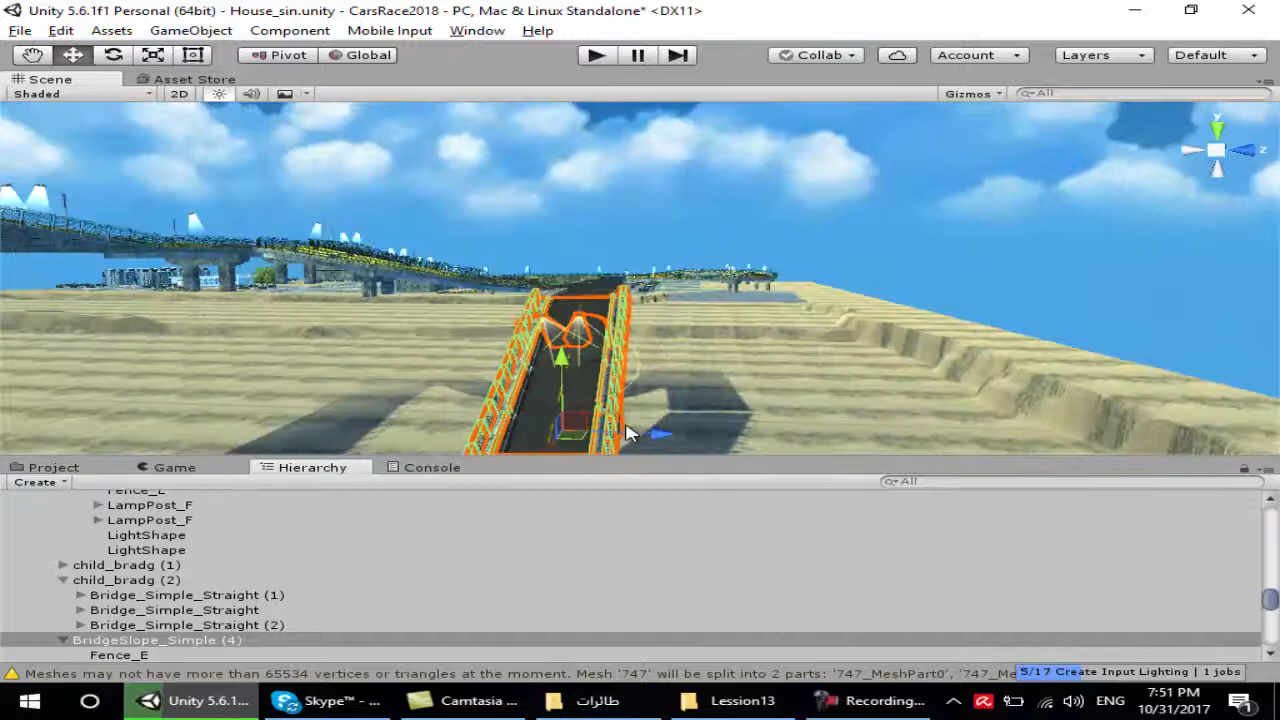 Unity 5.6.1f1 Personal (64bit) - House_sin.unity - CarsRace2018 - PC, Mac & Linux Standalone* <DX11>
File Edit Assets GameObject Component Mobile Input Window Help
Pivot Global Collab Account Layers Default
Scene Asset Store
Shaded 2D Gizmos All
y
z
Project Game Hierarchy Console
Create All
Fence_E
LampPost_F
LampPost_F
LightShape
LightShape
child_bradg (1)
child_bradg (2)
Bridge_Simple_Straight (1)
Bridge_Simple_Straight
Bridge_Simple_Straight (2)
BridgeSlope_Simple (4)
Fence_E
Meshes may not have more than 65534 vertices or triangles at the moment. Mesh '747' will be split into 2 parts: '747_MeshPart0', '747_Me 5/17 Create Input Lighting | 1 jobs
Unity 5.6.1... Skype™ - ... Camtasia ... طائرات Lession13 Recording... ENG 7:51 PM
10/31/2017 1